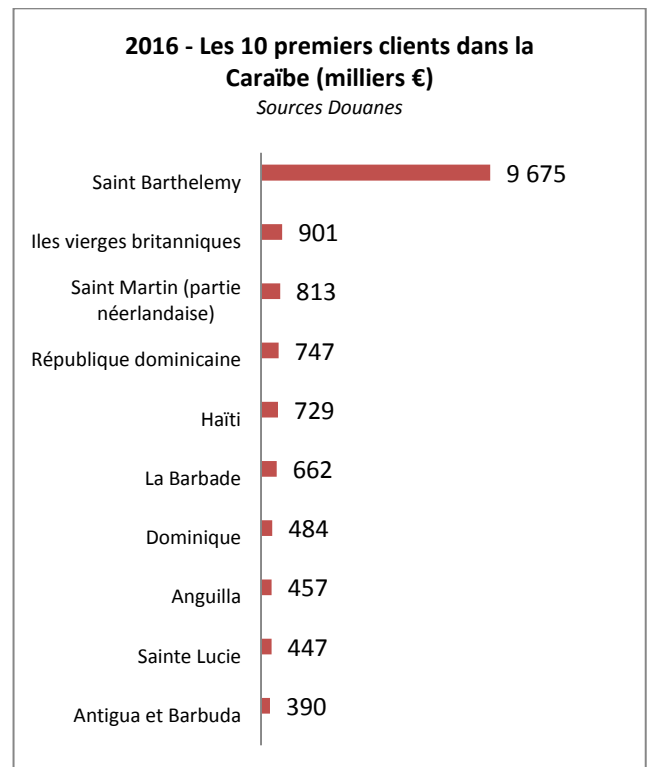 2016 - Les 10 premiers clients dans la
Caraïbe (milliers €)
Sources Douanes
Saint Barthelemy 9 675
Iles vierges britanniques 901
Saint Martin (partie
néerlandaise) 813
République dominicaine 747
Haïti 729
La Barbade 662
Dominique 484
Anguilla 457
Sainte Lucie 447
Antigua et Barbuda 390